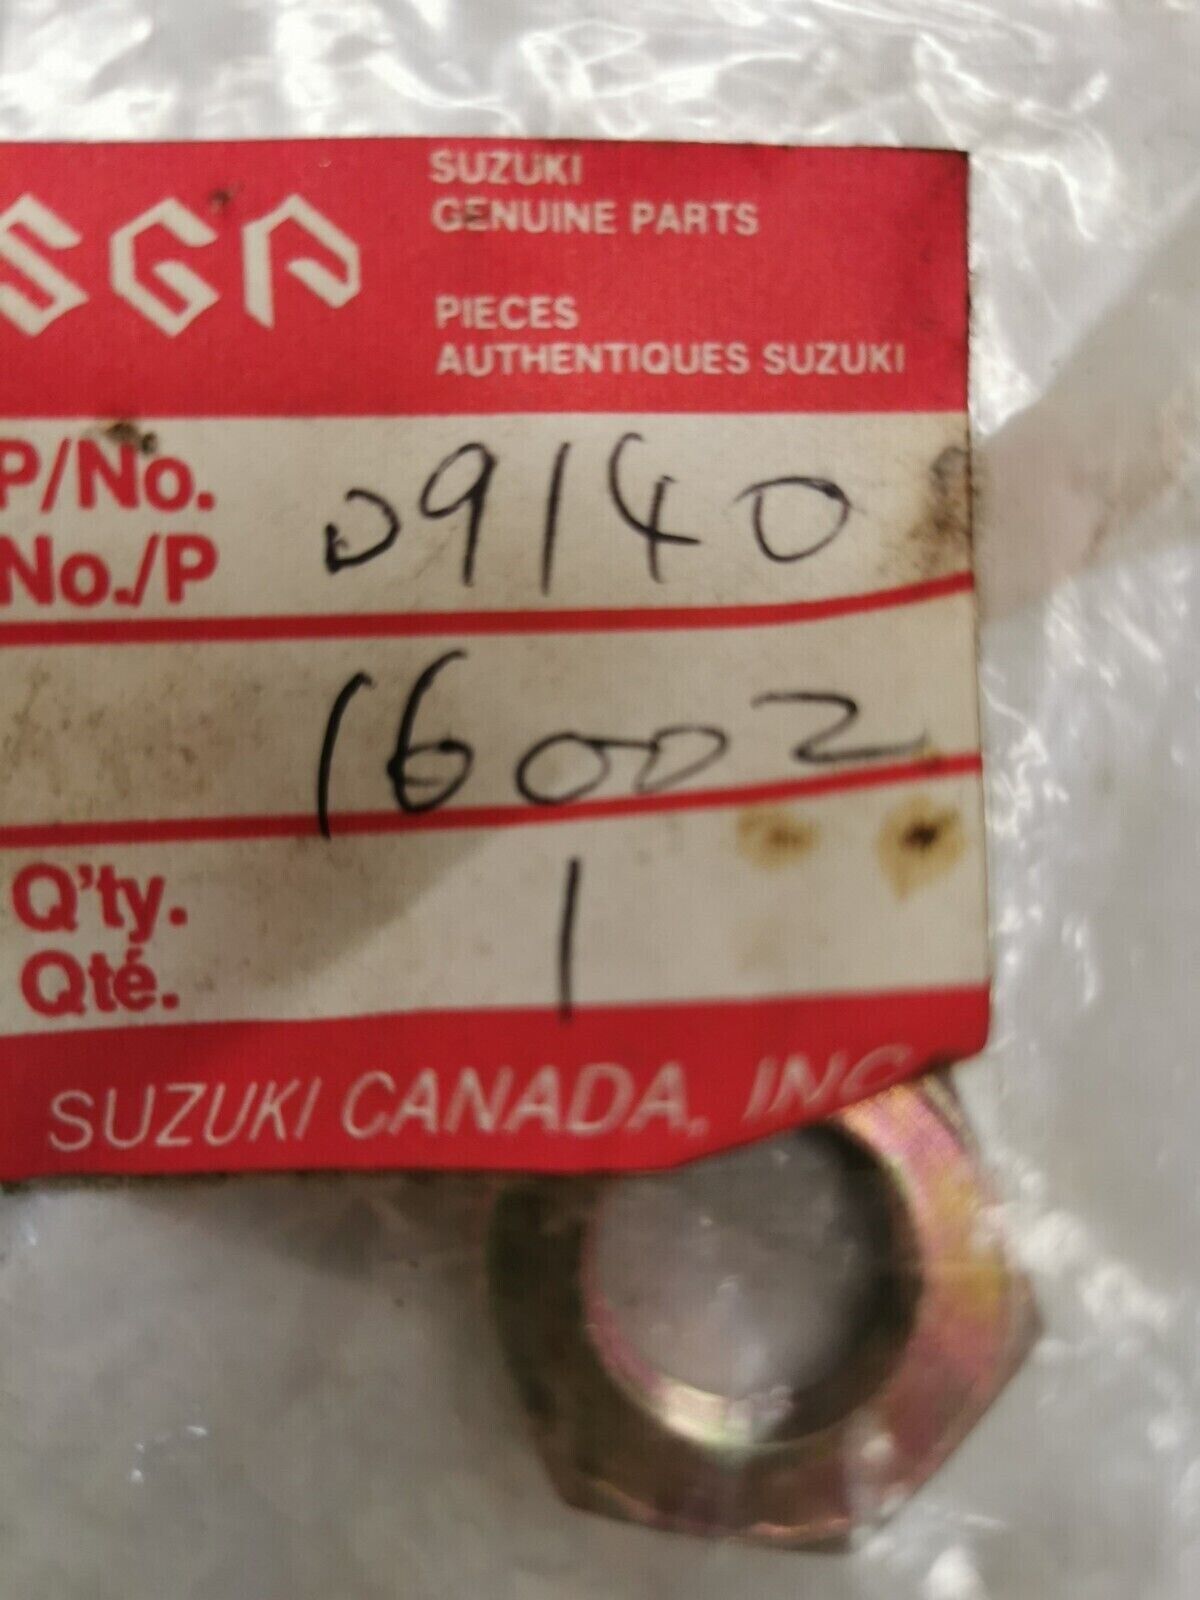 SGP
SUZUKI
GENUINE PARTS
PIECES
AUTHENTIQUES SUZUKI
P/No.
No./P
09140
16002
Q'ty.
Qté.
1
SUZUKI CANADA, INC